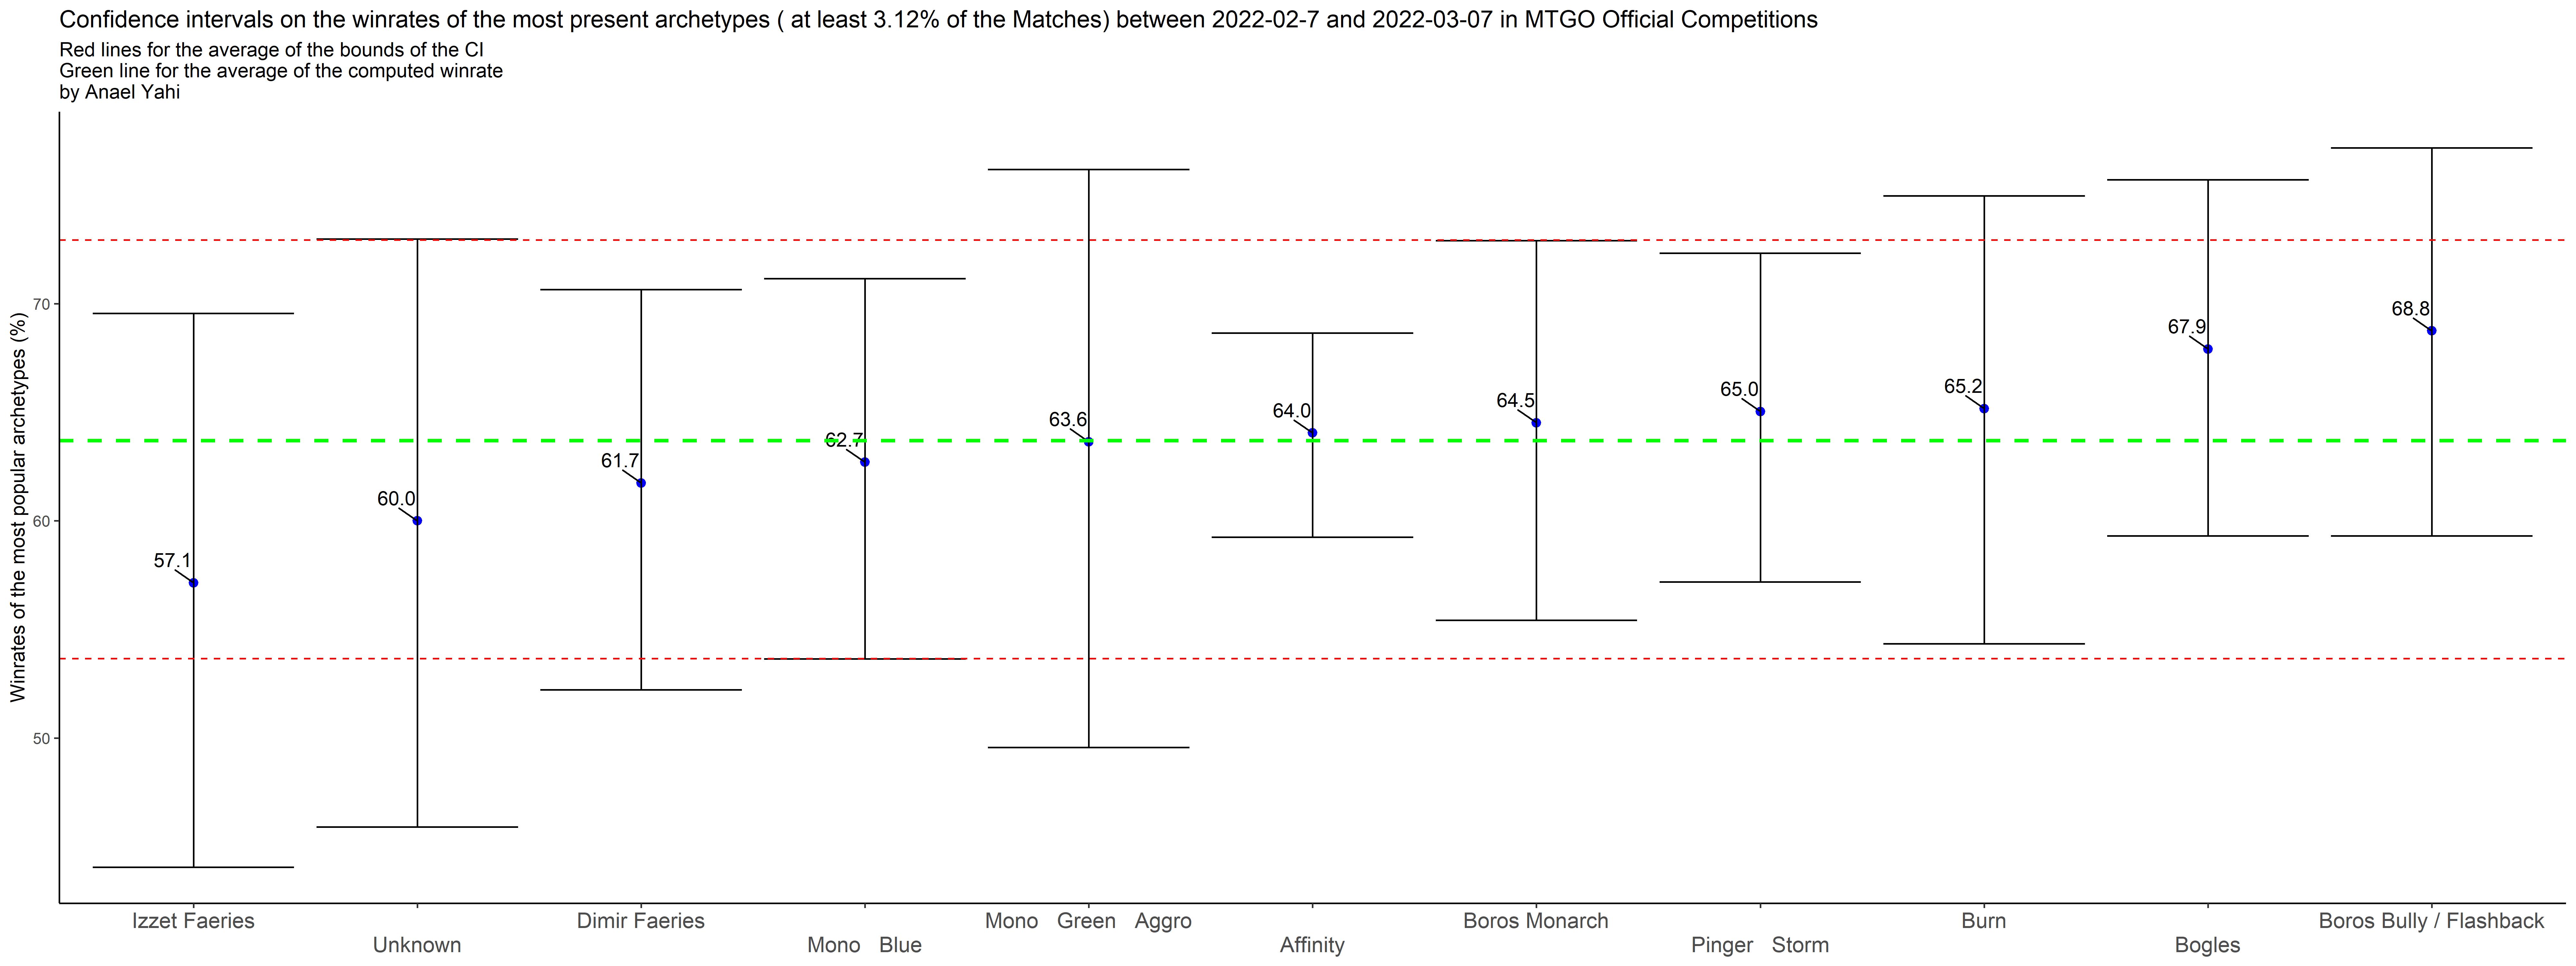 Confidence intervals on the winrates of the most present archetypes ( at least 3.12% of the Matches) between 2022-02-7 and 2022-03-07 in MTGO Official Competitions
Red lines for the average of the bounds of the CI
Green line for the average of the computed winrate
by Anael Yahi
Winrates of the most popular archetypes (%)
70
60
50
57.1
60.0
61.7
62.7
63.6
64.0
64.5
65.0
65.2
67.9
68.8
Izzet Faeries
Unknown
Dimir Faeries
Mono Blue
Mono Green Aggro
Affinity
Boros Monarch
Pinger Storm
Burn
Bogles
Boros Bully / Flashback